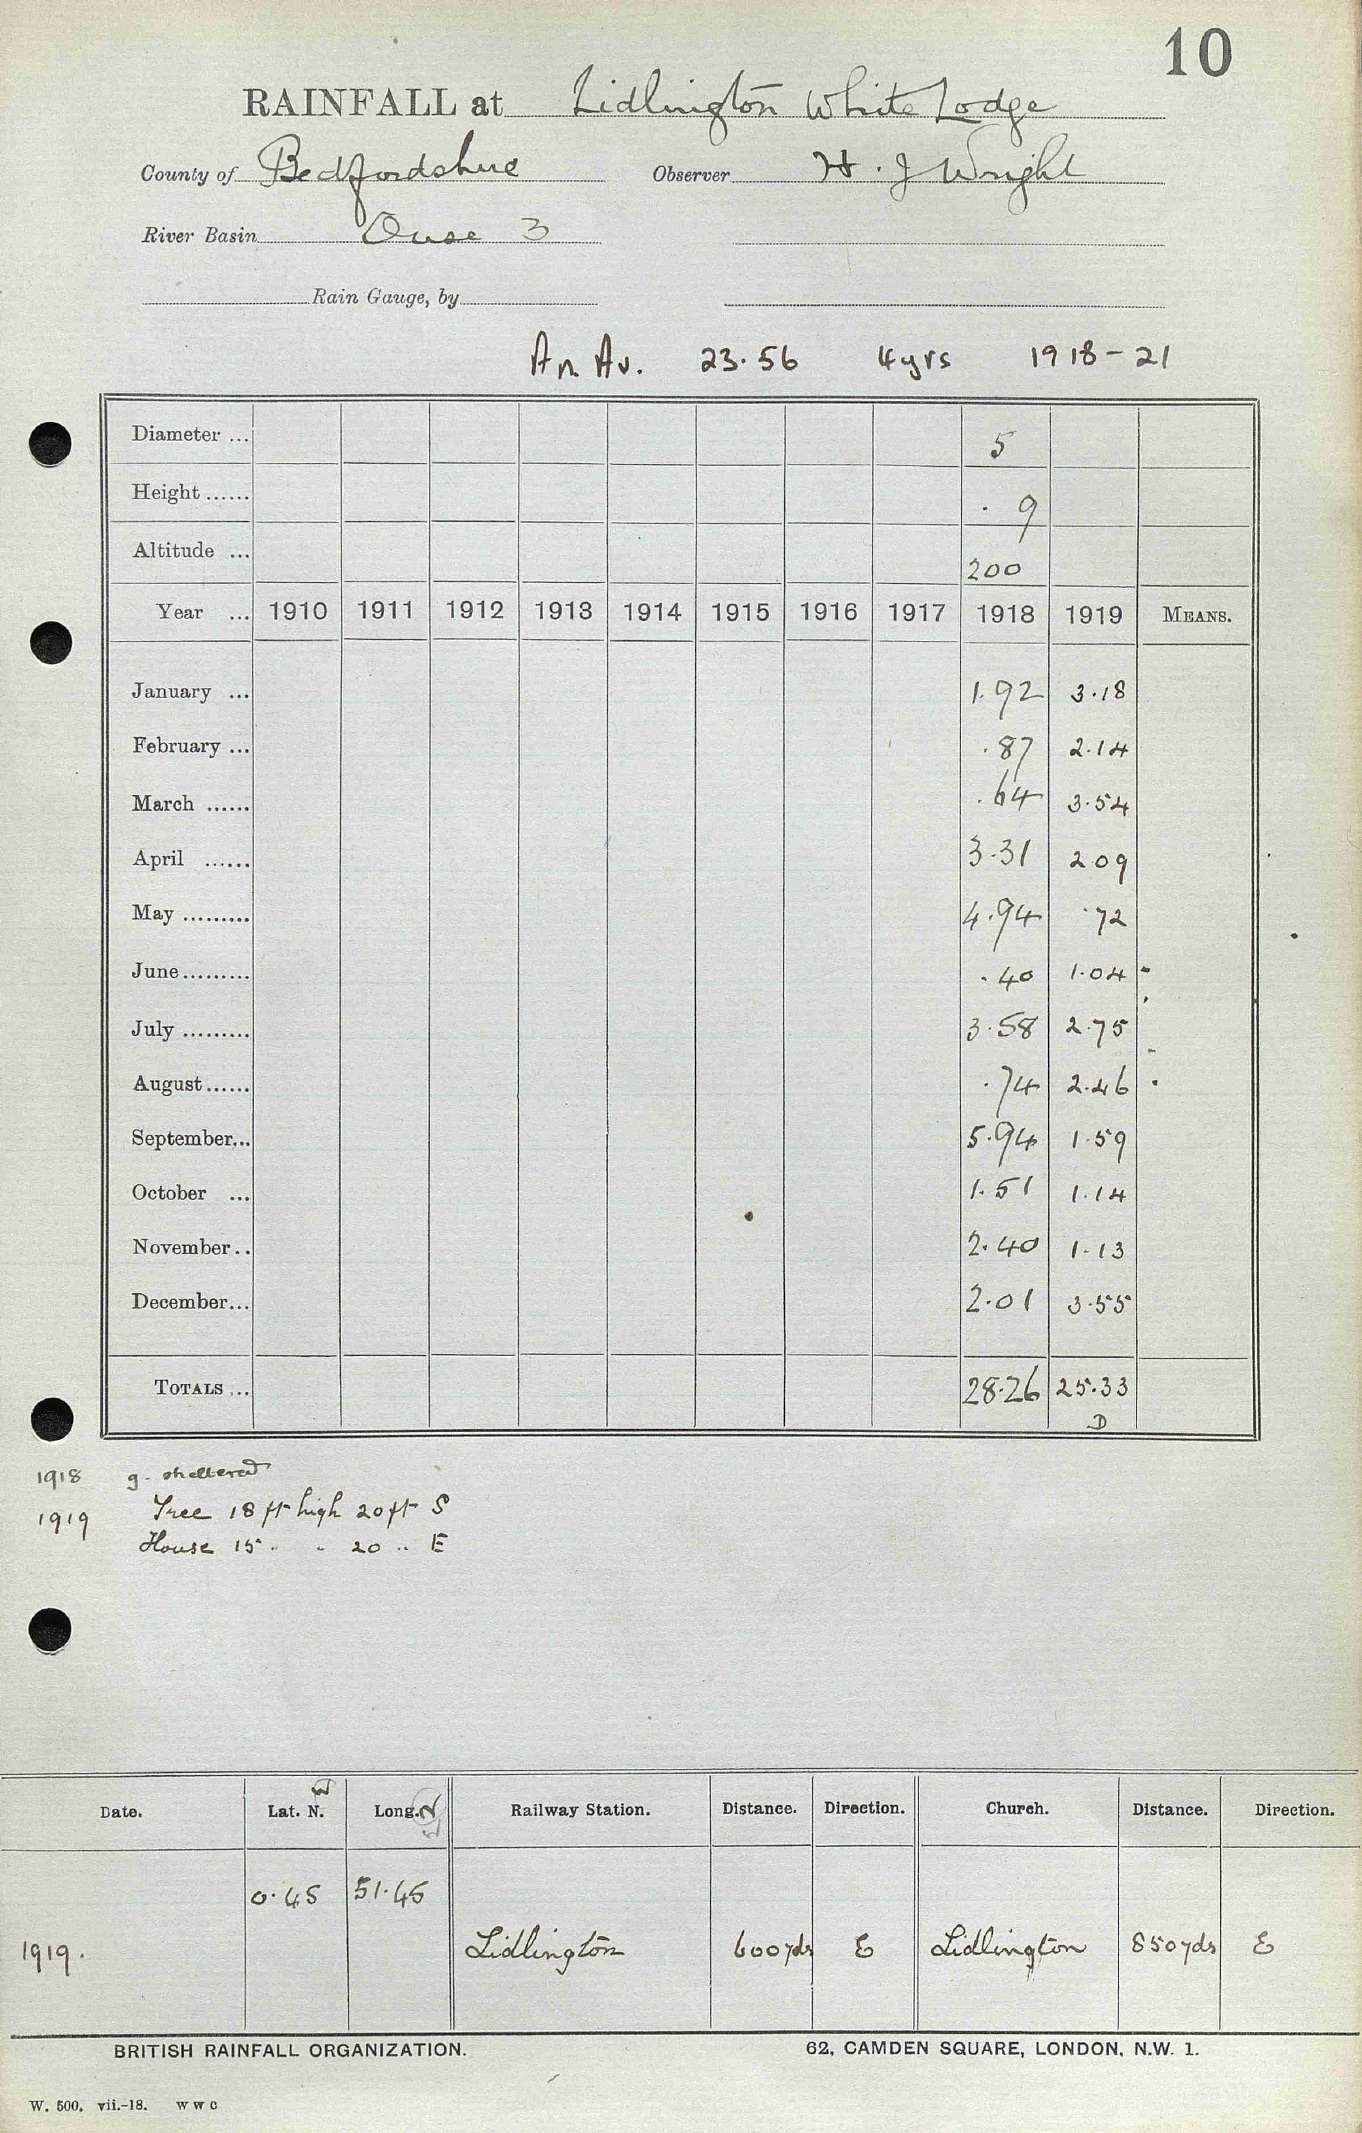 10
RAINFALL at Lidlington White Lodge
County of Bedfordshire Observer H. J Wright
River Basin Ouse 3
Rain Gauge, by
An Av. 23.56 4yrs 1918-21
Diameter ... 5
Height ...... .9
Altitude ... 200
Year ... 1910 1911 1912 1913 1914 1915 1916 1917 1918 1919 MEANS.
January ... 1.92 3.18
February ... .87 2.14
March ...... .64 3.54
April ...... 3.31 2.09
May ......... 4.94 .72
June ......... .40 1.04
July ......... 3.58 2.75
August ...... .74 2.46
September... 5.94 1.59
October ... 1.51 1.14
November.. 2.40 1.13
December... 2.01 3.55
TOTALS ... 28.26 25.33
D
1918 g. sheltered
1919 Tree 18 ft high 20ft S
House 15 " " 20 " E
Date. Lat. N. W Long. N Railway Station. Distance. Direction. Church. Distance. Direction.
0.45 51.45
1919. Lidlington 600yds E Lidlington 850yds E
BRITISH RAINFALL ORGANIZATION. 62, CAMDEN SQUARE, LONDON, N.W. 1.
W. 500. vii.-18. W W C